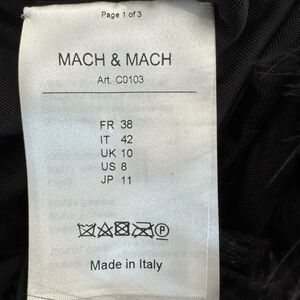 Page 1 of 3
MACH & MACH
Art. C0103
FR 38
IT 42
UK 10
US 8
JP 11
Made in Italy